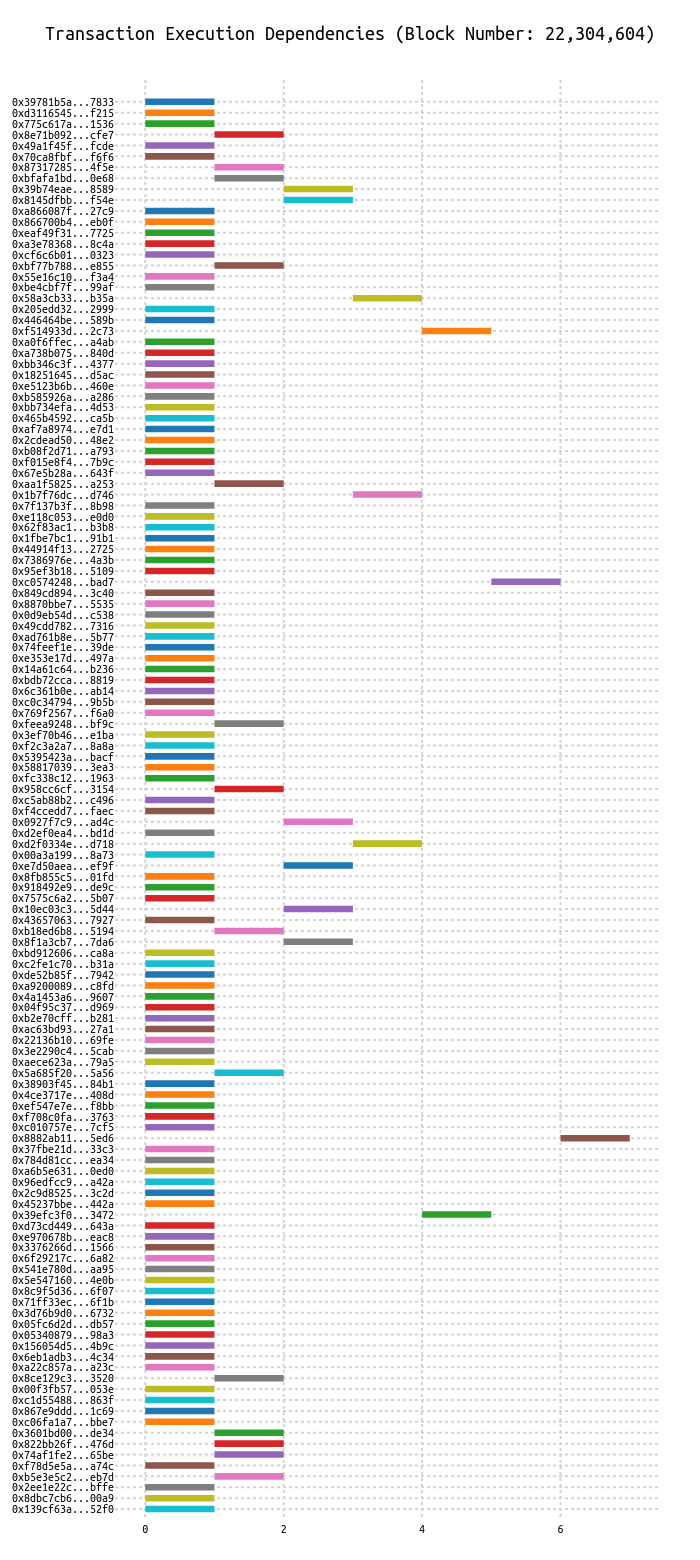 Transaction Execution Dependencies (Block Number: 22,304,604)
0x39781b5a...7833
0xd3116545...f215
0x775c617a...1536
0x8e71b092...cfe7
0x49a1f45f...fcde
0x70ca8fbf...f6f6
0x87317285...4f5e
0xbfafa1bd...0e68
0x39b74eae...8589
0x8145dfbb...f54e
0xa866087f...27c9
0x866700b4...eb0f
0xeaf49f31...7725
0xa3e78368...8c4a
0xcf6c6b01...0323
0xbf77b788...e855
0x55e16c10...f3a4
0xbe4cbf7f...99af
0x58a3cb33...b35a
0x205edd32...2999
0x446464be...589b
0xf514933d...2c73
0xa0f6ffec...a4ab
0xa738b075...840d
0xbb346c3f...4377
0x18251645...d5ac
0xe5123b6b...460e
0xb585926a...a286
0xbb734efa...4d53
0x465b4592...ca5b
0xaf7a8974...e7d1
0x2cdead50...48e2
0xb08f2d71...a793
0xf015e8f4...7b9c
0x67e5b28a...643f
0xaa1f5825...a253
0x1b7f76dc...d746
0x7f137b3f...8b98
0xe118c053...e0d0
0x62f83ac1...b3b8
0x1fbe7bc1...91b1
0x44914f13...2725
0x7386976e...4a3b
0x95ef3b18...5109
0xc0574248...bad7
0x849cd894...3c40
0x8870bbe7...5535
0x0d9eb54d...c538
0x49cdd782...7316
0xad761b8e...5b77
0x74feef1e...39de
0xe353e17d...497a
0x14a61c64...b236
0xbdb72cca...8819
0x6c361b0e...ab14
0xc0c34794...9b5b
0x769f2567...f6a0
0xfeea9248...bf9c
0x3ef70b46...e1ba
0xf2c3a2a7...8a8a
0x5395423a...bacf
0x58817039...3ea3
0xfc338c12...1963
0x958cc6cf...3154
0xc5ab88b2...c496
0xf4ccedd7...faec
0x0927f7c9...ad4c
0xd2ef0ea4...bd1d
0xd2f0334e...d718
0x00a3a199...8a73
0xe7d50aea...ef9f
0x8fb855c5...01fd
0x918492e9...de9c
0x7575c6a2...5b07
0x10ec03c3...5d44
0x43657063...7927
0xb18ed6b8...5194
0x8f1a3cb7...7da6
0xbd912606...ca8a
0xc2fe1c70...b31a
0xde52b85f...7942
0xa9200089...c8fd
0x4a1453a6...9607
0x04f95c37...d969
0xb2e70cff...b281
0xac63bd93...27a1
0x22136b10...69fe
0x3e2290c4...5cab
0xaece623a...79a5
0x5a685f20...5a56
0x38903f45...84b1
0x4ce3717e...408d
0xef547e7e...f8bb
0xf708c0fa...3763
0xc010757e...7cf5
0x8882ab11...5ed6
0x37fbe21d...33c3
0x784d81cc...ea34
0xa6b5e631...0ed0
0x96edfcc9...a42a
0x2c9d8525...3c2d
0x45237bbe...442a
0x39efc3f0...3472
0xd73cd449...643a
0xe970678b...eac8
0x3376266d...1566
0x6f29217c...6a82
0x541e780d...aa95
0x5e547160...4e0b
0x8c9f5d36...6f07
0x71ff33ec...6f1b
0x3d76b9d0...6732
0x05fc6d2d...db57
0x05340879...98a3
0x156054d5...4b9c
0x6eb1adb3...4c34
0xa22c857a...a23c
0x8ce129c3...3520
0x00f3fb57...053e
0xc1d55488...863f
0x867e9ddd...1c69
0xc06fa1a7...bbe7
0x3601bd00...de34
0x822bb26f...476d
0x74af1fe2...65be
0xf78d5e5a...a74c
0xb5e3e5c2...eb7d
0x2ee1e22c...bffe
0x8dbc7cb6...00a9
0x139cf63a...52f0
0 2 4 6